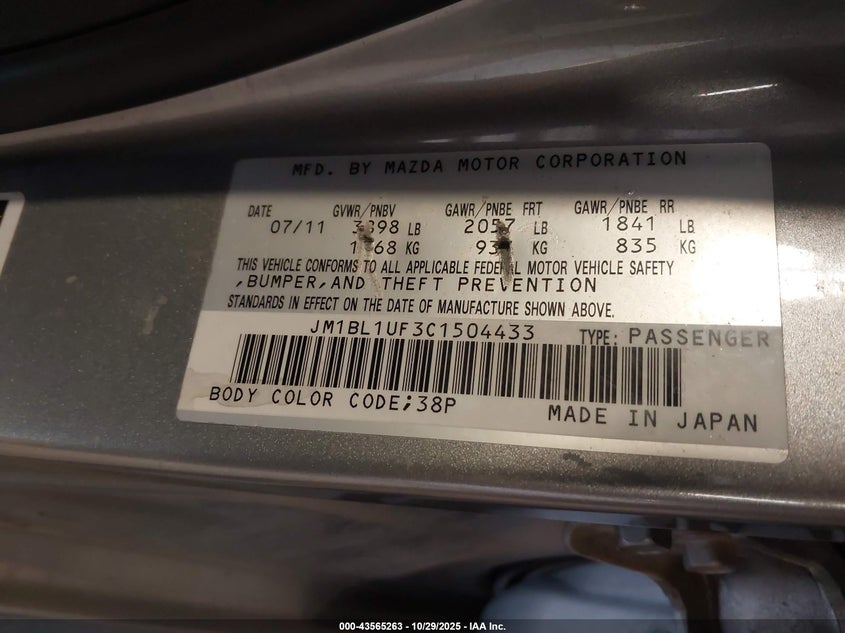 MFD. BY MAZDA MOTOR CORPORATION
DATE GVWR/PNBV GAWR/PNBE FRT GAWR/PNBE RR
07/11 3898 LB 2057 LB 1841 LB
KG KG 835 KG
THIS VEHICLE CONFORMS TO ALL APPLICABLE FEDERAL MOTOR VEHICLE SAFETY
,BUMPER,AND THEFT PREVENTION
STANDARDS IN EFFECT ON THE DATE OF MANUFACTURE SHOWN ABOVE.
JM1BL1UF3C1504433 TYPE: PASSENGER
BODY COLOR CODE;38P
MADE IN JAPAN
000-43565263 - 10/29/2025 - IAA Inc.